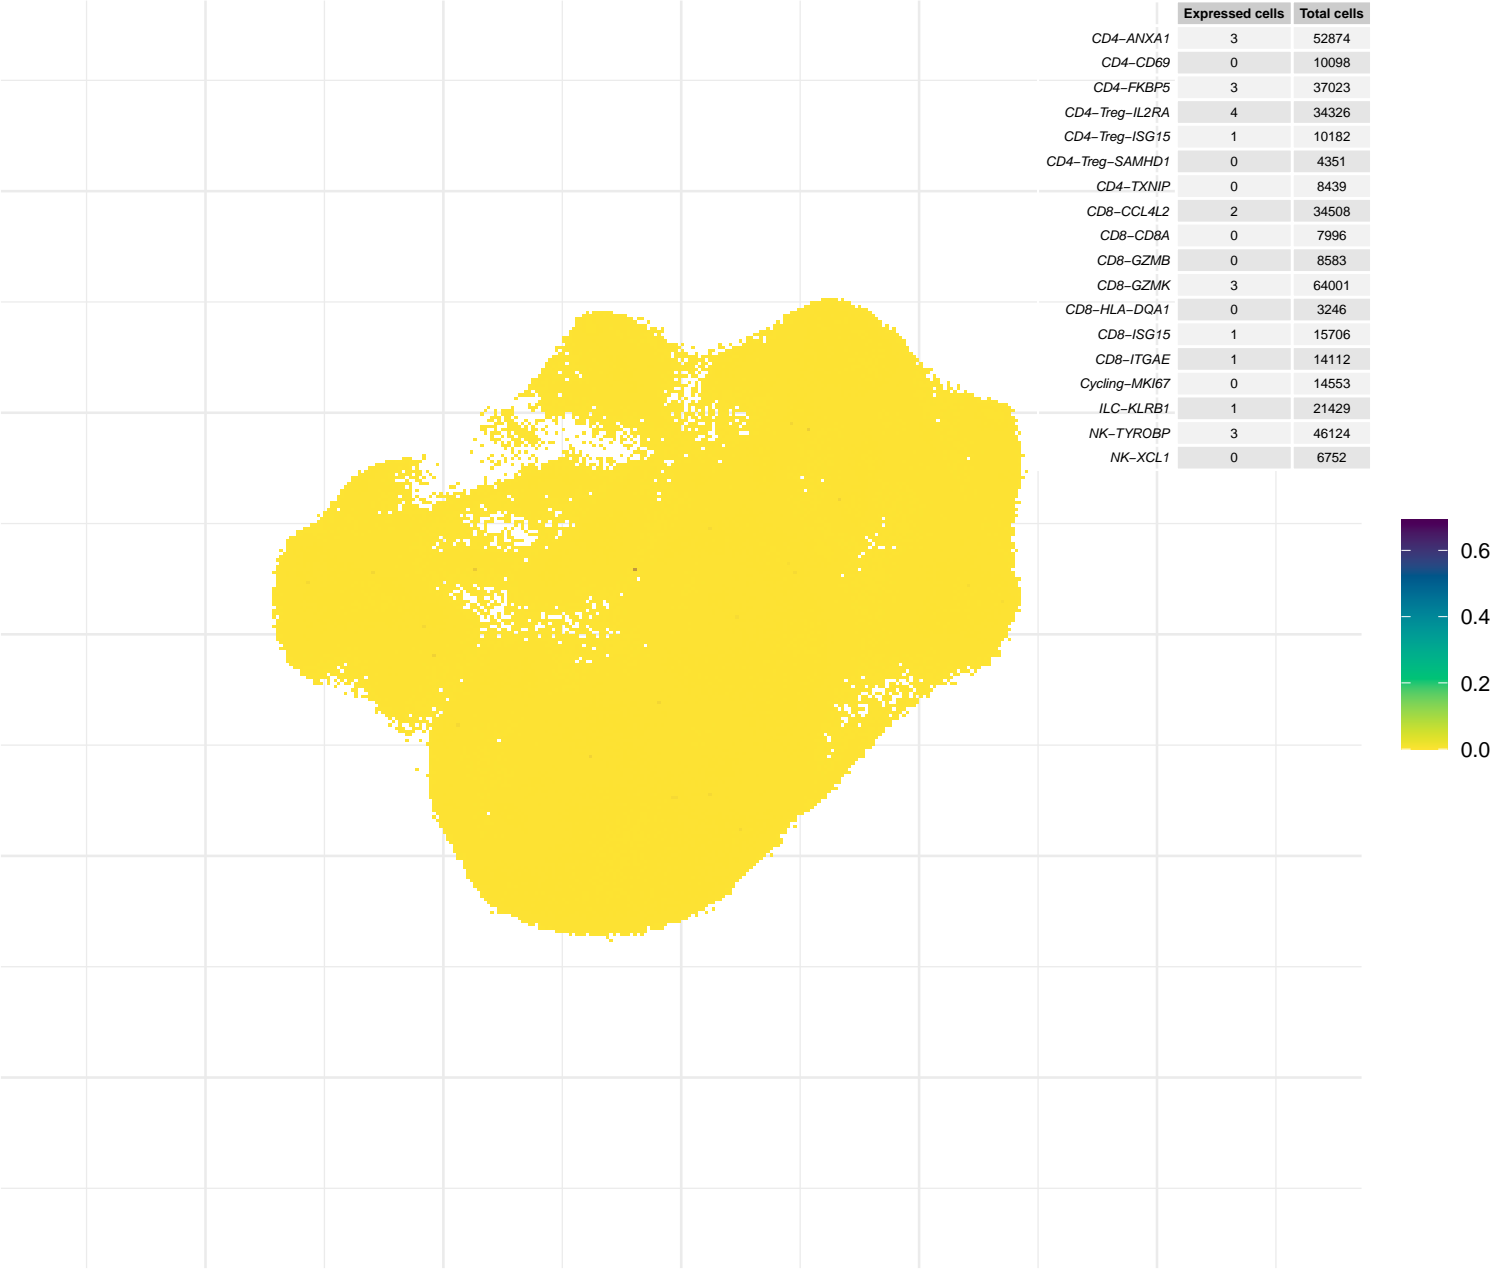 Expressed cells Total cells
CD4−ANXA1 3 52874
CD4−CD69 0 10098
CD4−FKBP5 3 37023
CD4−Treg−IL2RA 4 34326
CD4−Treg−ISG15 1 10182
CD4−Treg−SAMHD1 0 4351
CD4−TXNIP 0 8439
CD8−CCL4L2 2 34508
CD8−CD8A 0 7996
CD8−GZMB 0 8583
CD8−GZMK 3 64001
CD8−HLA−DQA1 0 3246
CD8−ISG15 1 15706
CD8−ITGAE 1 14112
Cycling−MKI67 0 14553
ILC−KLRB1 1 21429
NK−TYROBP 3 46124
NK−XCL1 0 6752
0.6
0.4
0.2
0.0